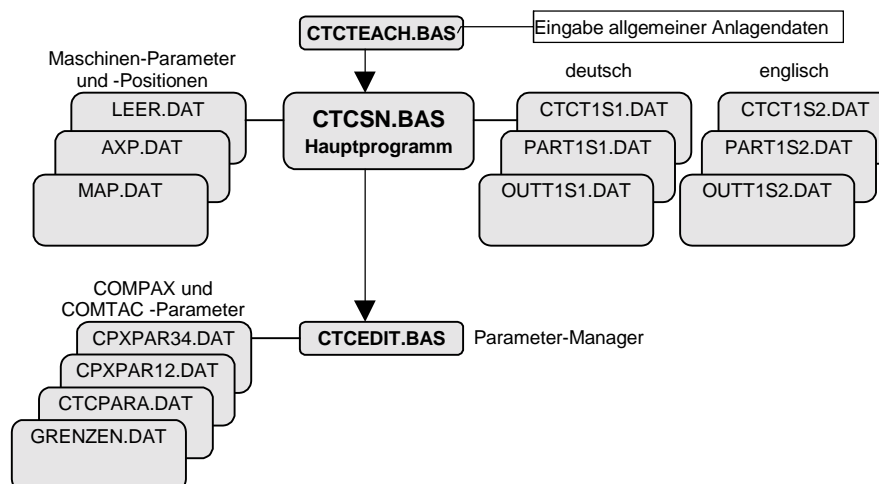 CTCTEACH.BAS
Eingabe allgemeiner Anlagendaten
Maschinen-Parameter
und -Positionen
LEER.DAT
AXP.DAT
MAP.DAT
CTCSN.BAS
Hauptprogramm
deutsch
CTCT1S1.DAT
PART1S1.DAT
OUTT1S1.DAT
englisch
CTCT1S2.DAT
PART1S2.DAT
OUTT1S2.DAT
COMPAX und
COMTAC -Parameter
CPXPAR34.DAT
CPXPAR12.DAT
CTCPARA.DAT
GRENZEN.DAT
CTCEDIT.BAS
Parameter-Manager